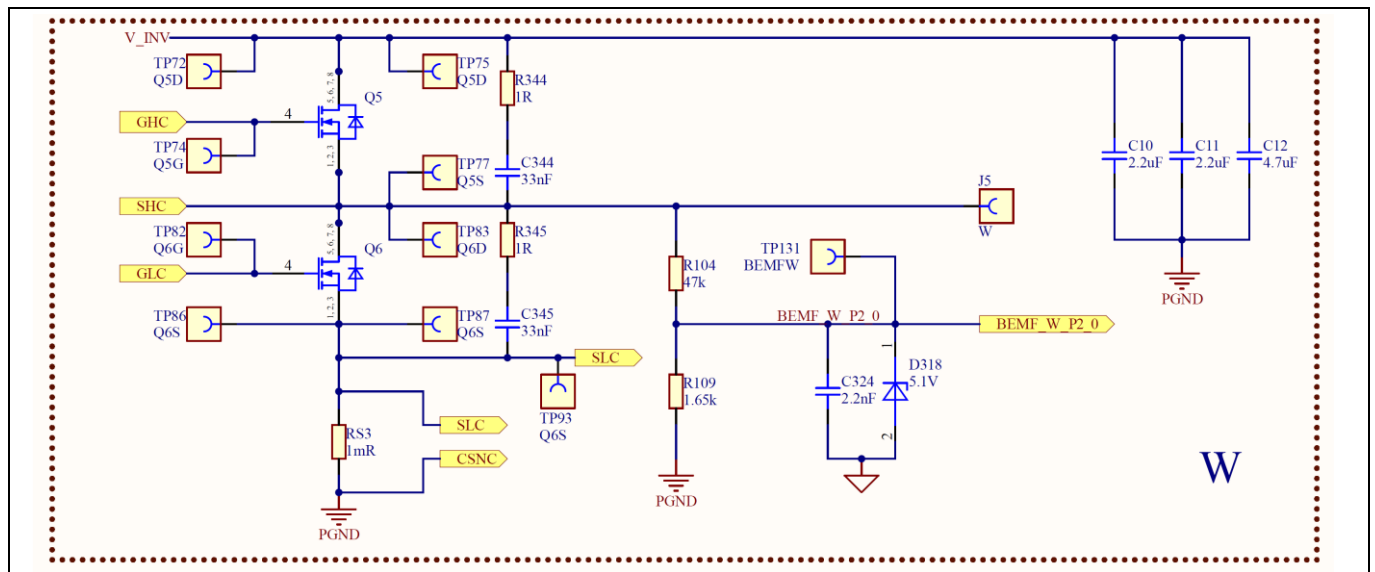 V_INV
TP72
Q5D
TP75
Q5D
R344
1R
5, 6, 7, 8
Q5
GHC
4
TP74
Q5G
1, 2, 3
TP77
Q5S
C344
33nF
C10
2.2uF
C11
2.2uF
C12
4.7uF
SHC
J5
W
TP82
Q6G
5, 6, 7, 8
Q6
TP83
Q6D
R345
1R
GLC
4
TP131
BEMFW
R104
47k
PGND
TP86
Q6S
1, 2, 3
TP87
Q6S
C345
33nF
BEMF_W_P2_0
BEMF_W_P2_0
SLC
1
D318
5.1V
R109
1.65k
C324
2.2nF
TP93
Q6S
SLC
RS3
1mR
CSNC
2
W
PGND
PGND